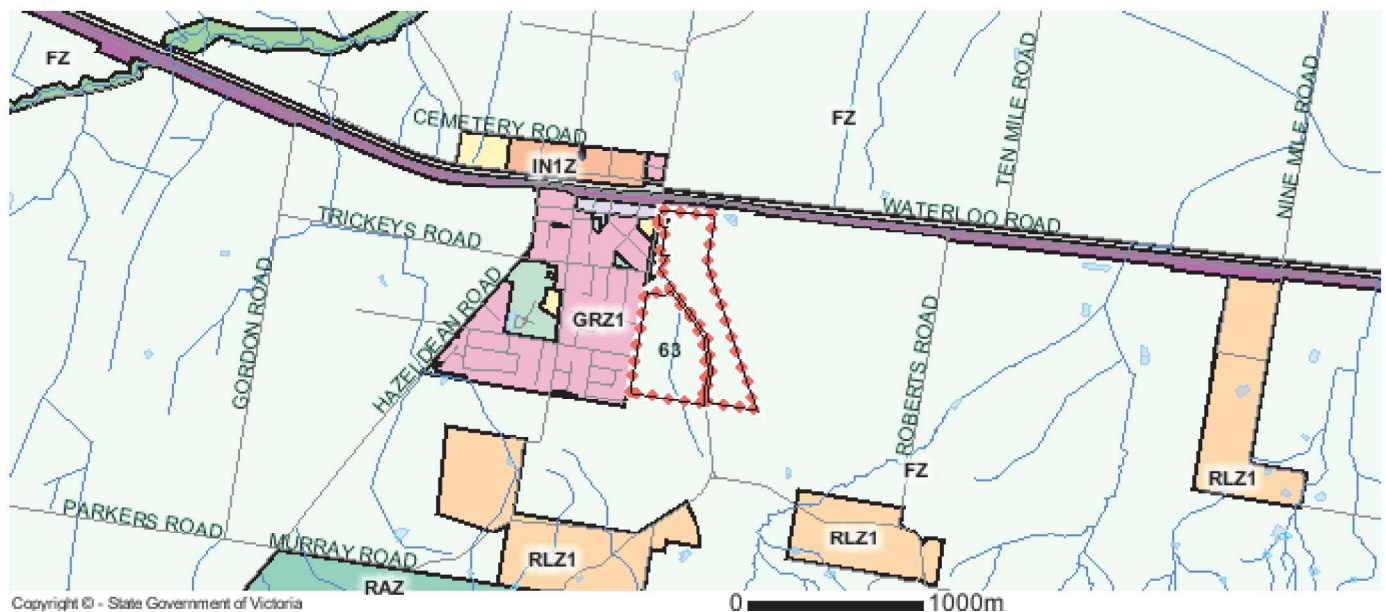 FZ
CEMETERY ROAD
FZ
TEN MILE ROAD
NINE MILE ROAD
IN1Z
TRICKEYS ROAD
WATERLOO ROAD
GORDON ROAD
HAZELDEAN ROAD
GRZ1
63
ROBERTS ROAD
FZ
RLZ1
PARKERS ROAD
MURRAY ROAD
RLZ1
RLZ1
RAZ
Copyright © - State Government of Victoria
0 1000m